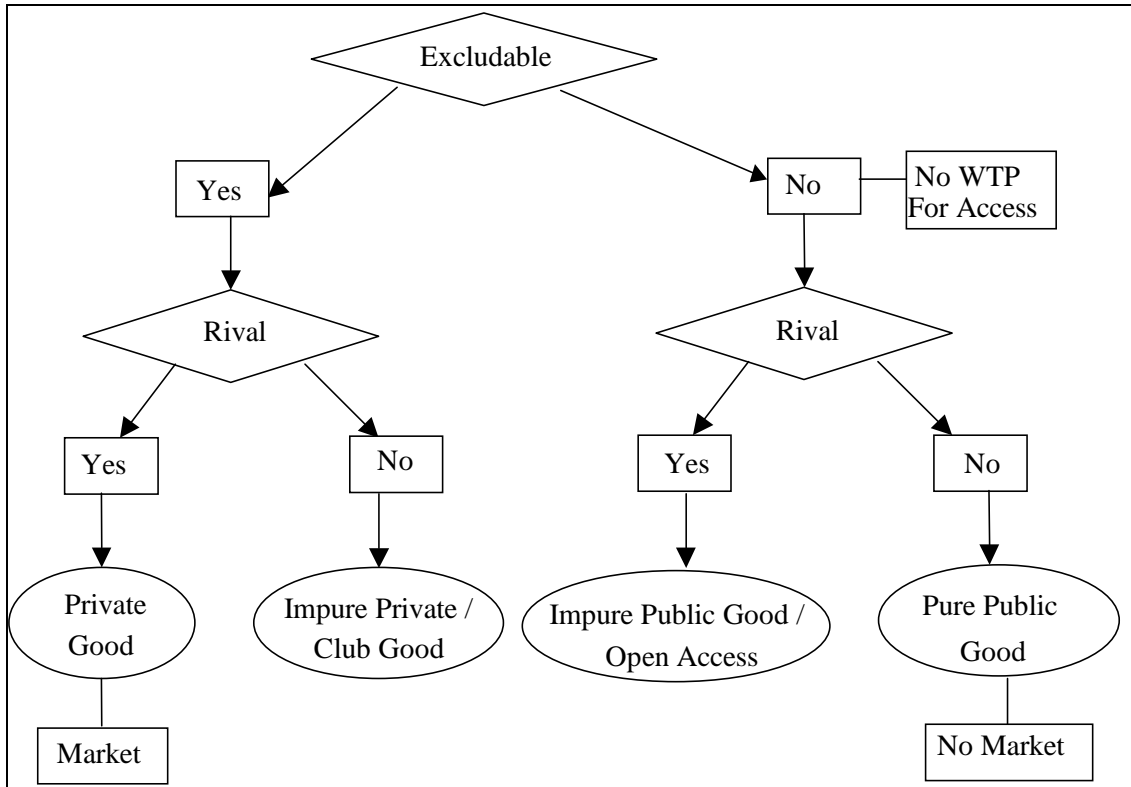 Excludable
Yes
No
No WTP
For Access
Rival
Rival
Yes
No
Yes
No
Private
Good
Impure Private /
Club Good
Impure Public Good /
Open Access
Pure Public
Good
Market
No Market